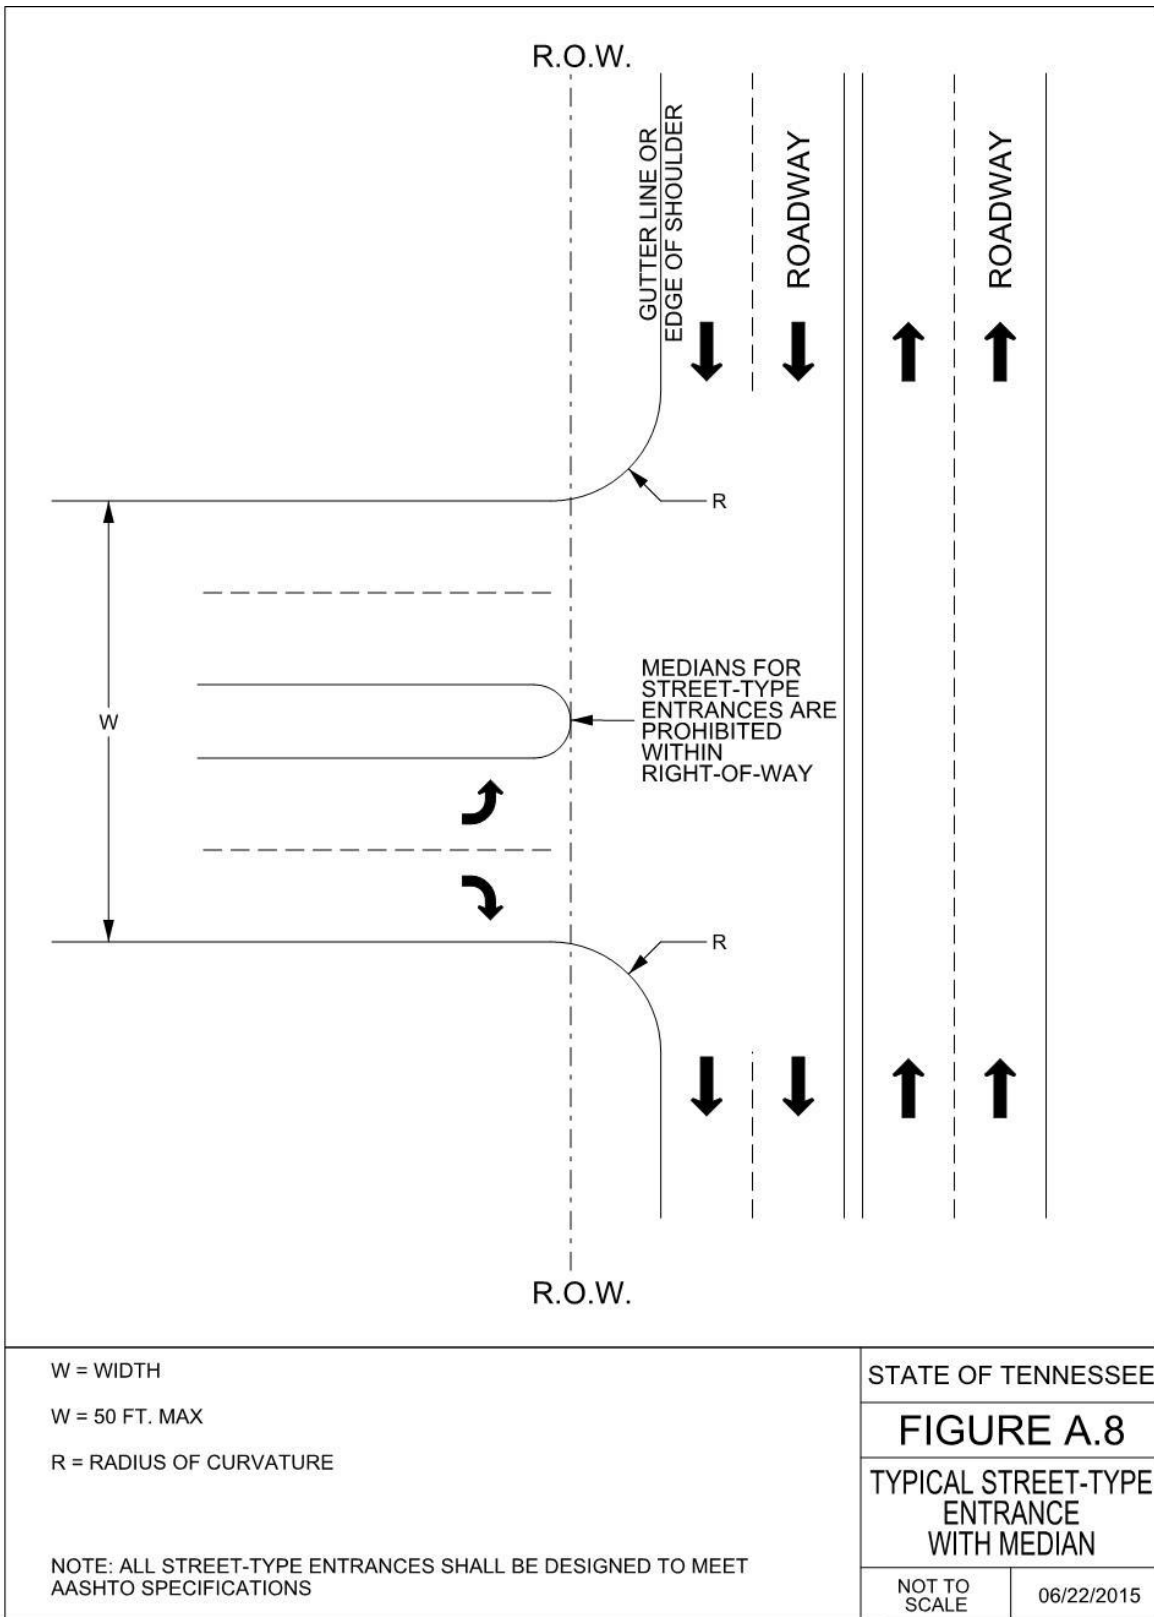 R.O.W.
GUTTER LINE OR
EDGE OF SHOULDER
ROADWAY
ROADWAY
R
MEDIANS FOR
STREET-TYPE
ENTRANCES ARE
PROHIBITED
WITHIN
RIGHT-OF-WAY
W
R
R.O.W.
W = WIDTH
W = 50 FT. MAX
R = RADIUS OF CURVATURE
NOTE: ALL STREET-TYPE ENTRANCES SHALL BE DESIGNED TO MEET
AASHTO SPECIFICATIONS
STATE OF TENNESSEE
FIGURE A.8
TYPICAL STREET-TYPE
ENTRANCE
WITH MEDIAN
NOT TO
SCALE
06/22/2015